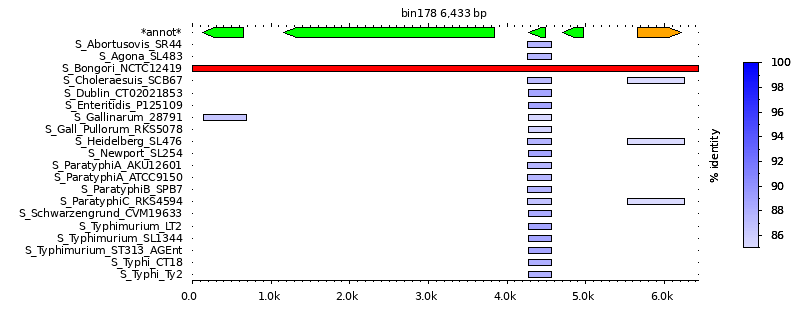 bin178 6,433 bp
*annot*
S_Abortusovis_SR44
S_Agona_SL483
S_Bongori_NCTC12419
S_Choleraesuis_SCB67
S_Dublin_CT02021853
S_Enteritidis_P125109
S_Gallinarum_28791
S_Gall_Pullorum_RKS5078
S_Heidelberg_SL476
S_Newport_SL254
S_ParatyphiA_AKU12601
S_ParatyphiA_ATCC9150
S_ParatyphiB_SPB7
S_ParatyphiC_RKS4594
S_Schwarzengrund_CVM19633
S_Typhimurium_LT2
S_Typhimurium_SL1344
S_Typhimurium_ST313_AGEnt
S_Typhi_CT18
S_Typhi_Ty2
0.0 1.0k 2.0k 3.0k 4.0k 5.0k 6.0k
% identity
100
98
96
94
92
90
88
86